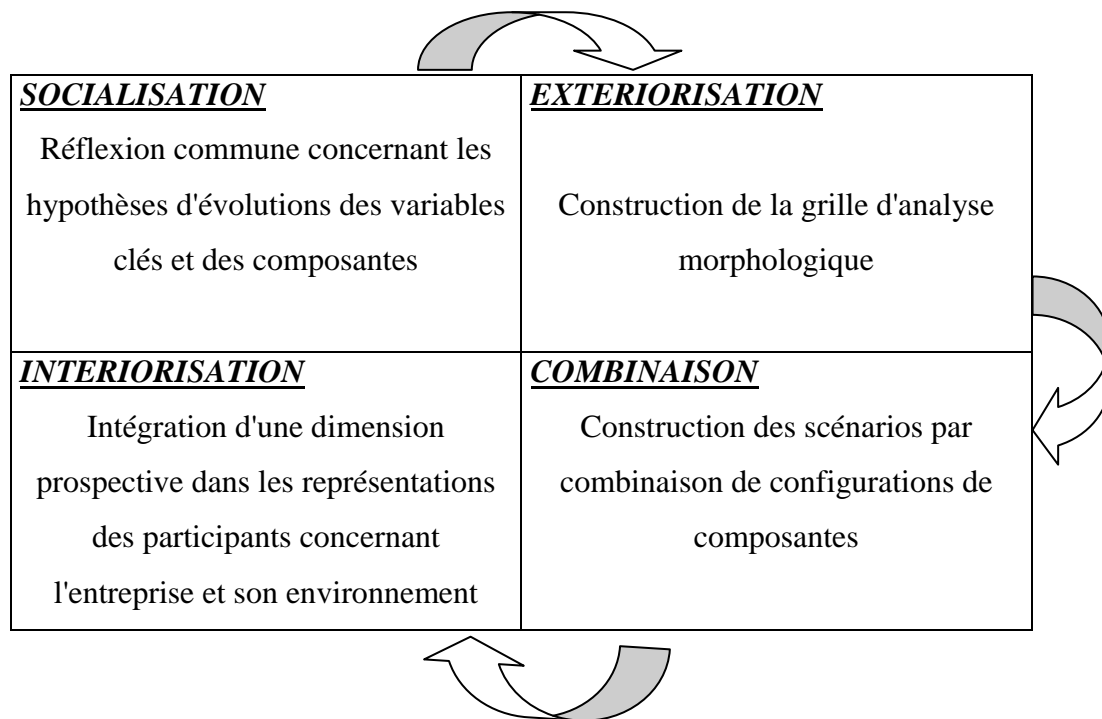 SOCIALISATION
Réflexion commune concernant les
hypothèses d'évolutions des variables
clés et des composantes
EXTERIORISATION
Construction de la grille d'analyse
morphologique
INTERIORISATION
Intégration d'une dimension
prospective dans les représentations
des participants concernant
l'entreprise et son environnement
COMBINAISON
Construction des scénarios par
combinaison de configurations de
composantes